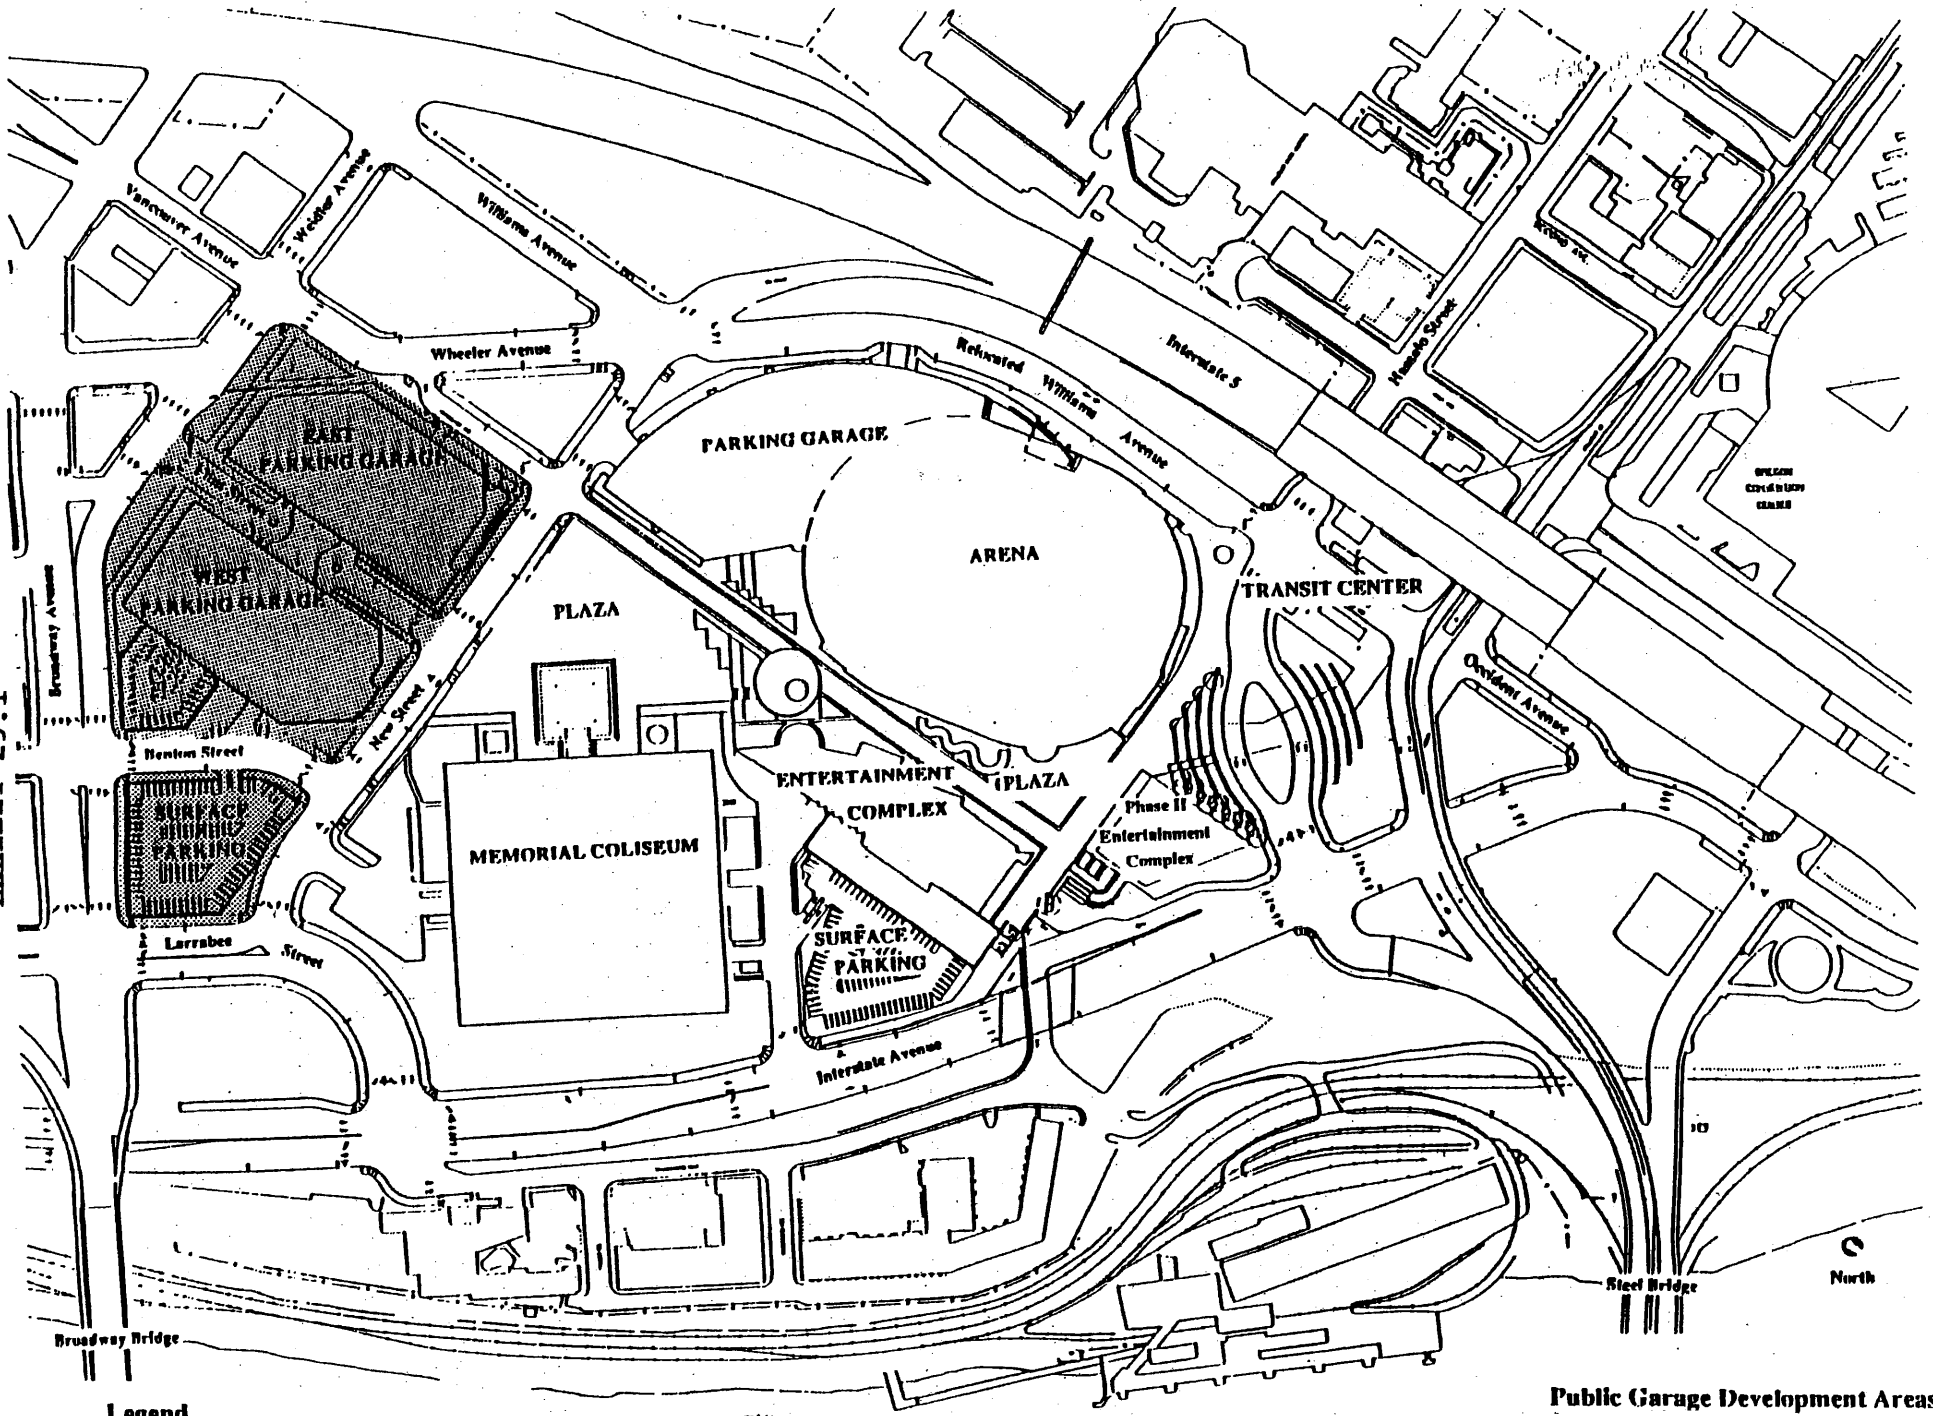 Vancouver Avenue
Weidler Avenue
Williams Avenue
Wheeler Avenue
Relocated Williams Avenue
Interstate 5
EAST
PARKING GARAGE
WEST
PARKING GARAGE
PARKING GARAGE
ARENA
TRANSIT CENTER
PLAZA
Broadway Avenue
New Street
Benton Street
SURFACE
PARKING
Larrabee
Street
MEMORIAL COLISEUM
ENTERTAINMENT
COMPLEX
PLAZA
Phase II
Entertainment
Complex
Occident Avenue
SURFACE
PARKING
Interstate Avenue
Broadway Bridge
Steel Bridge
North
Legend
Public Garage Development Areas